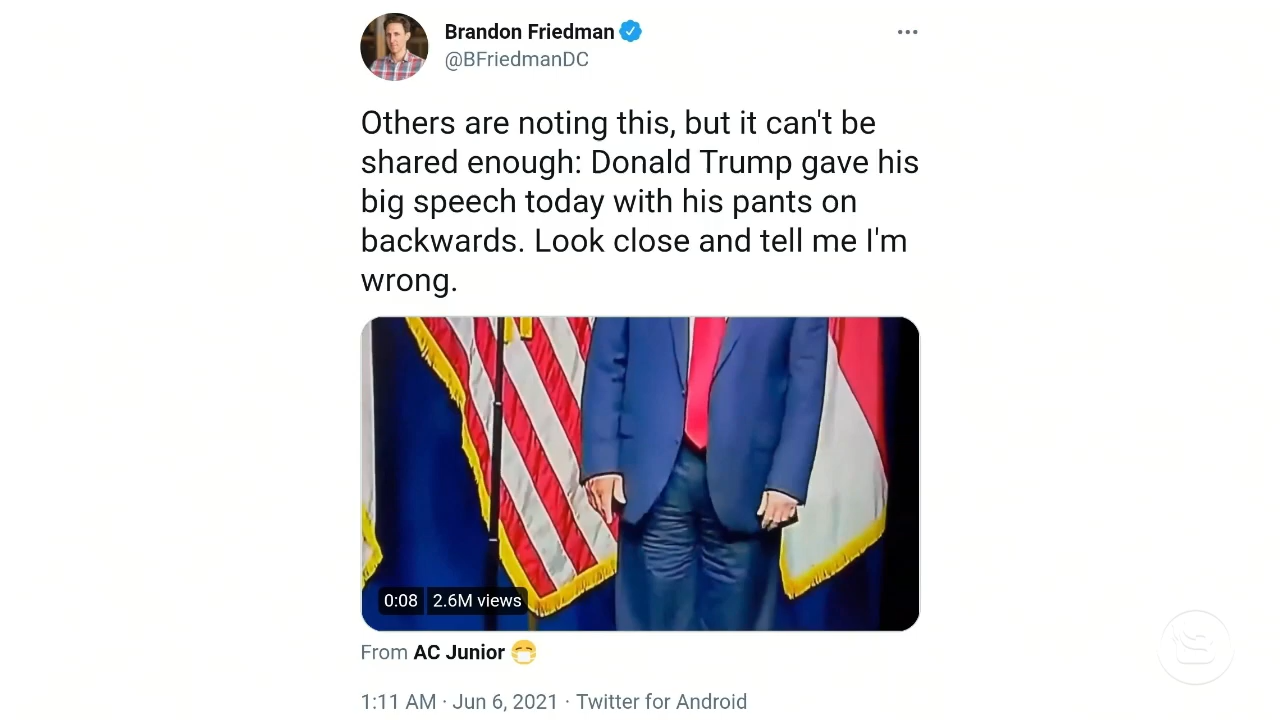 Brandon Friedman
@BFriedmanDC
Others are noting this, but it can't be
shared enough: Donald Trump gave his
big speech today with his pants on
backwards. Look close and tell me I'm
wrong.
0:08 2.6M views
From AC Junior 😷
1:11 AM · Jun 6, 2021 · Twitter for Android